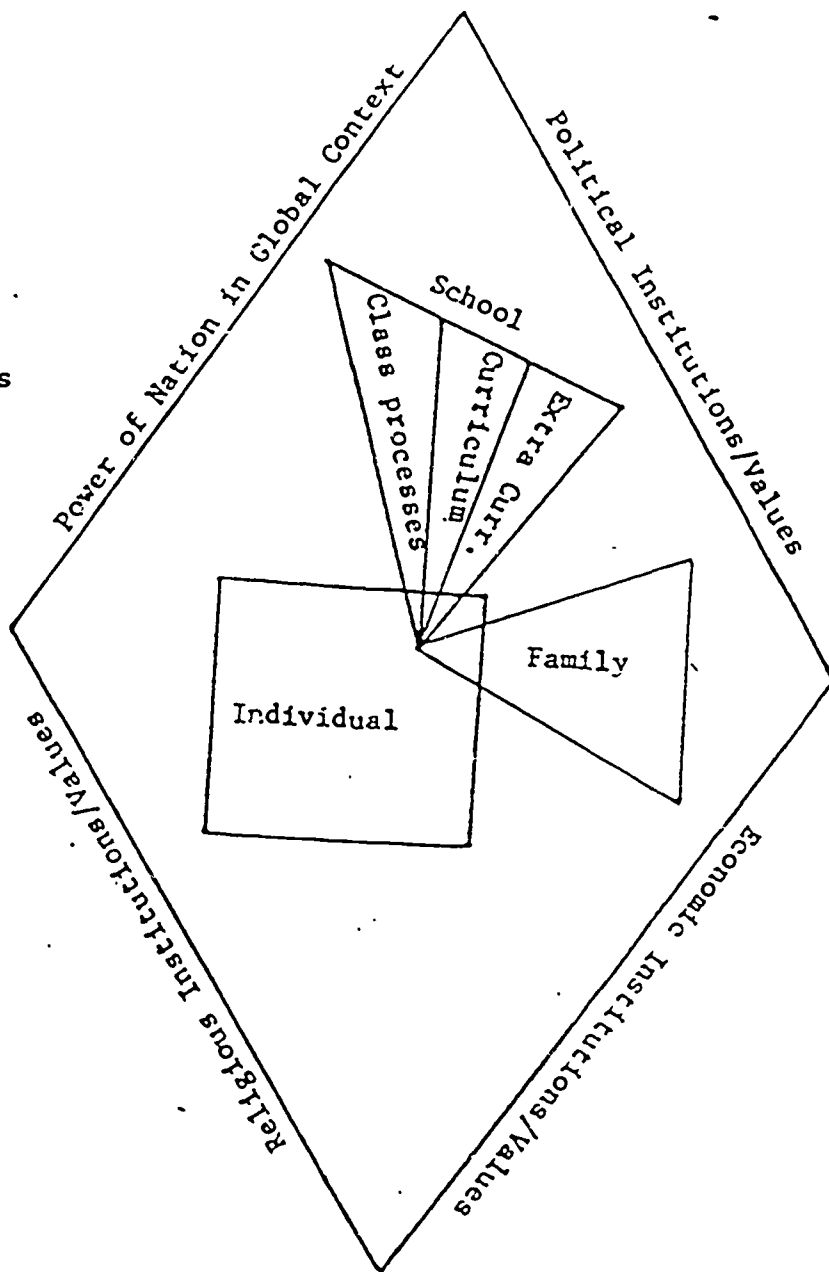 Power of Nation in Global Context
Political Institutions/Values
School
Class processes
Curriculum
Extra Curr.
s
Family
Individual
Religious Institutions/Values
Economic Institutions/Values